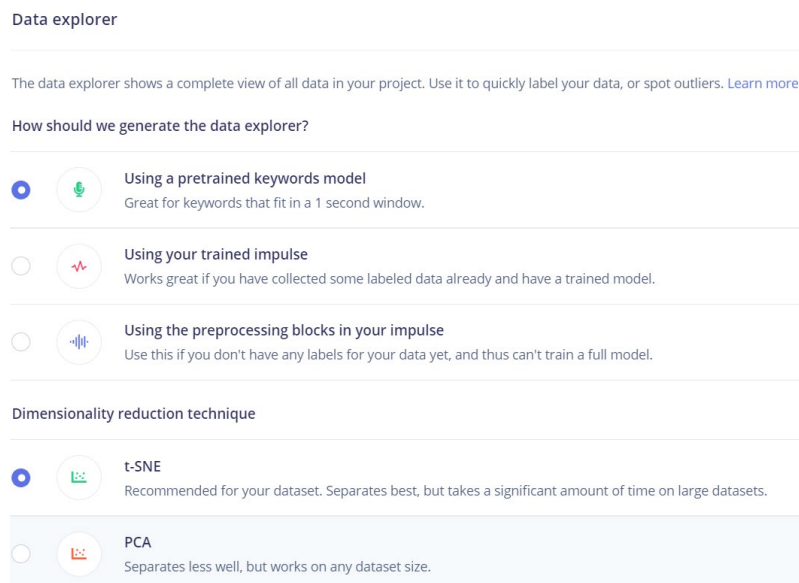 Data explorer
The data explorer shows a complete view of all data in your project. Use it to quickly label your data, or spot outliers. Learn more
How should we generate the data explorer?
Using a pretrained keywords model
Great for keywords that fit in a 1 second window.
Using your trained impulse
Works great if you have collected some labeled data already and have a trained model.
Using the preprocessing blocks in your impulse
Use this if you don't have any labels for your data yet, and thus can't train a full model.
Dimensionality reduction technique
t-SNE
Recommended for your dataset. Separates best, but takes a significant amount of time on large datasets.
PCA
Separates less well, but works on any dataset size.